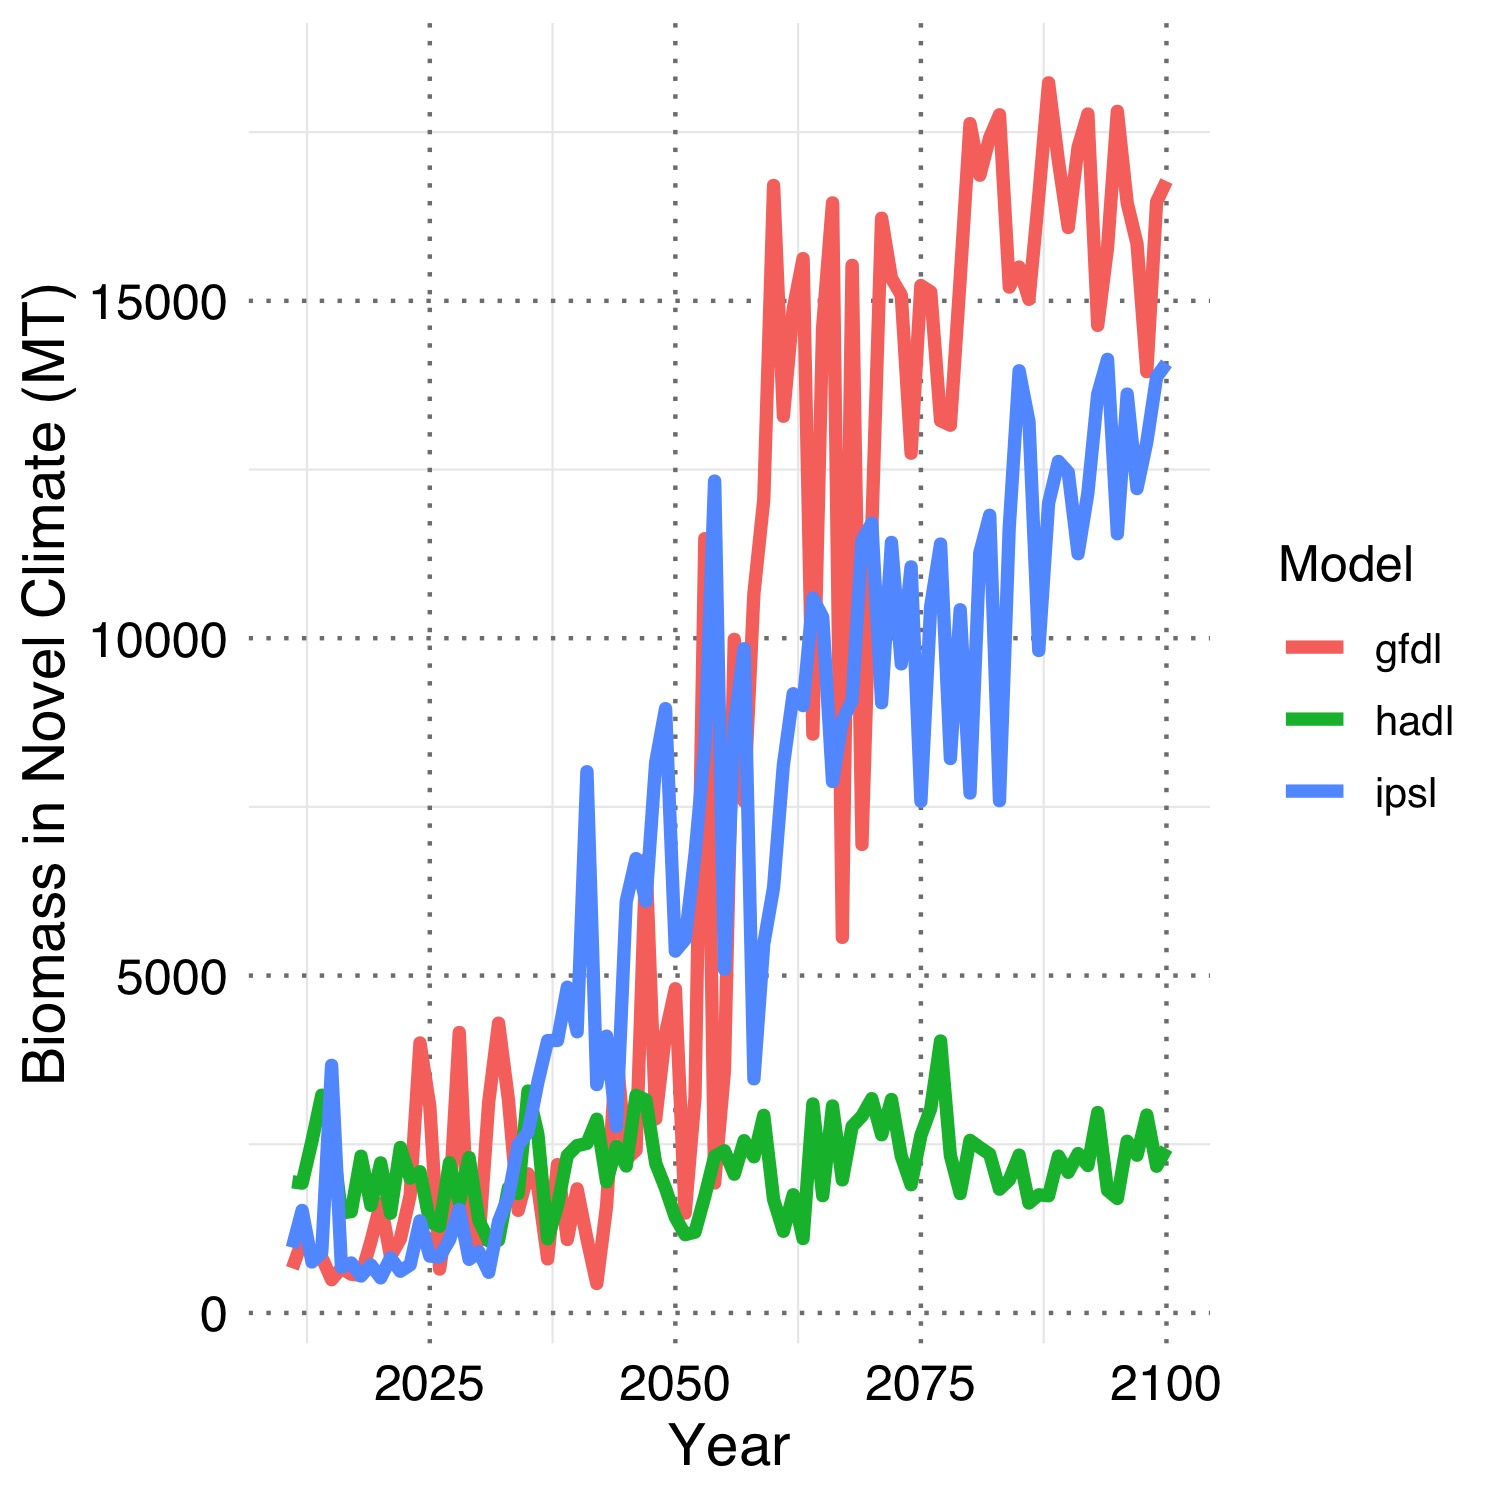 Biomass in Novel Climate (MT)
15000
10000
5000
0
2025 2050 2075 2100
Year
Model
gfdl
hadl
ipsl